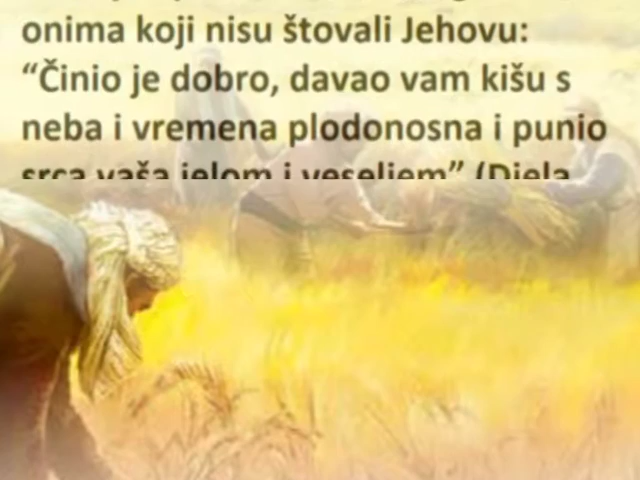 onima koji nisu štovali Jehovu:
“Činio je dobro, davao vam kišu s
neba i vremena plodonosna i punio
srca vaša jelom i veseljem” (Djela